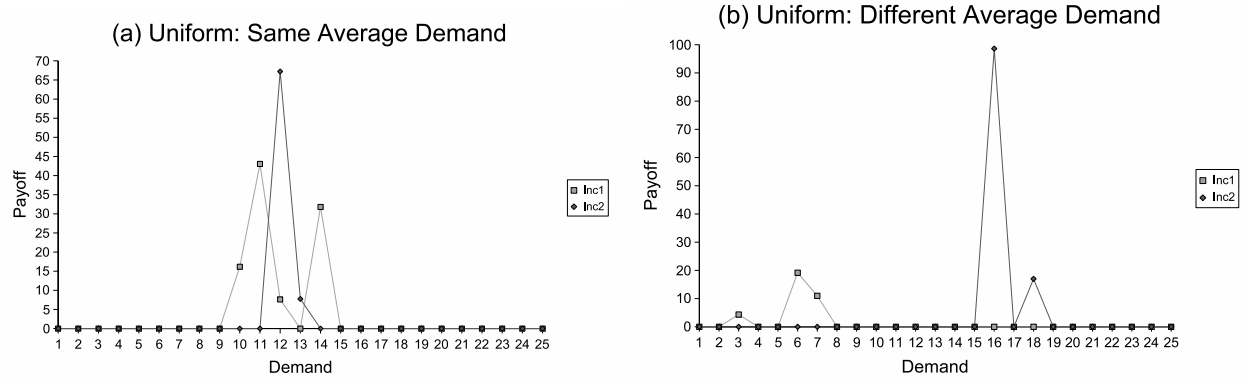 (a) Uniform: Same Average Demand
70
65
60
55
50
45
40
35
30
25
20
15
10
5
0
Payoff
1 2 3 4 5 6 7 8 9 10 11 12 13 14 15 16 17 18 19 20 21 22 23 24 25
Demand
Inc1
Inc2
(b) Uniform: Different Average Demand
100
90
80
70
60
50
40
30
20
10
0
Payoff
1 2 3 4 5 6 7 8 9 10 11 12 13 14 15 16 17 18 19 20 21 22 23 24 25
Demand
Inc1
Inc2